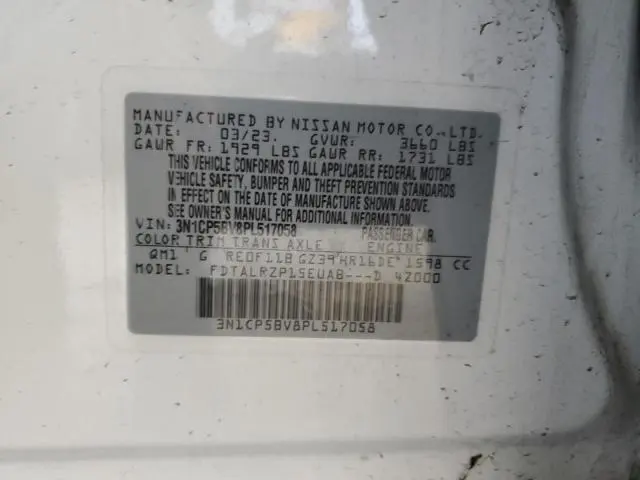 MANUFACTURED BY NISSAN MOTOR CO., LTD.
DATE: 03/23. GVWR: 3660 LBS
GAWR FR: 1929 LBS GAWR RR: 1731 LBS
THIS VEHICLE CONFORMS TO ALL APPLICABLE FEDERAL MOTOR
VEHICLE SAFETY, BUMPER AND THEFT PREVENTION STANDARDS
IN EFFECT ON THE DATE OF MANUFACTURE SHOWN ABOVE.
SEE OWNER'S MANUAL FOR ADDITIONAL INFORMATION
VIN: 3N1CP5BV8PL517058 PASSENGER CAR.
COLOR TRIM TRANS AXLE ENGINE
QM1 G RE0F11B GZ39 HR16DE 1598 CC
MODEL: FDTALRZP15EUAB---D 4Z000
3N1CP5BV8PL517058